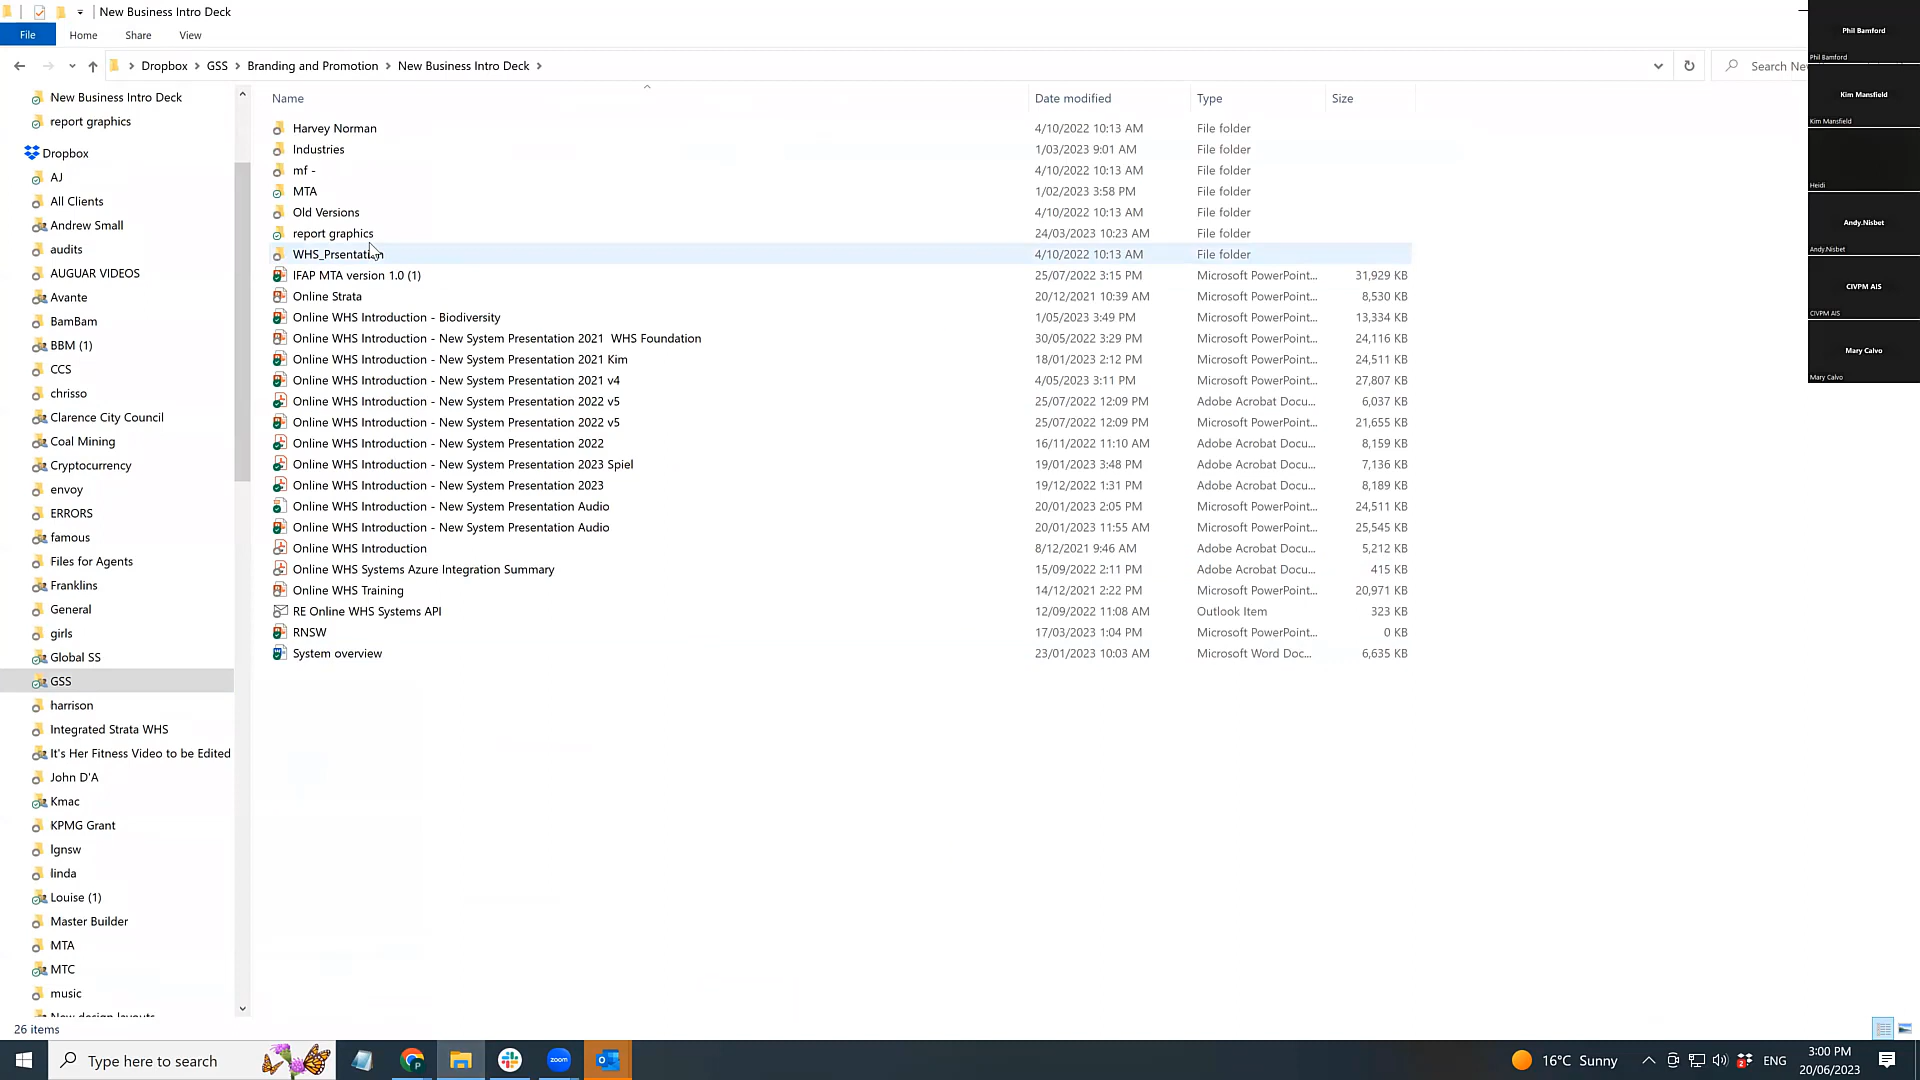 New Business Intro Deck
File Home Share View
Dropbox GSS Branding and Promotion New Business Intro Deck
New Business Intro Deck
report graphics
Dropbox
AJ
All Clients
Andrew Small
audits
AUGUAR VIDEOS
Avante
BamBam
BBM (1)
CCS
chrisso
Clarence City Council
Coal Mining
Cryptocurrency
envoy
ERRORS
famous
Files for Agents
Franklins
General
girls
Global SS
GSS
harrison
Integrated Strata WHS
It's Her Fitness Video to be Edited
John D'A
Kmac
KPMG Grant
lgnsw
linda
Louise (1)
Master Builder
MTA
MTC
music
New design layouts
Name Date modified Type Size
Harvey Norman 4/10/2022 10:13 AM File folder
Industries 1/03/2023 9:01 AM File folder
mf - 4/10/2022 10:13 AM File folder
MTA 1/02/2023 3:58 PM File folder
Old Versions 4/10/2022 10:13 AM File folder
report graphics 24/03/2023 10:23 AM File folder
WHS_Prsentation 4/10/2022 10:13 AM File folder
IFAP MTA version 1.0 (1) 25/07/2022 3:15 PM Microsoft PowerPoint... 31,929 KB
Online Strata 20/12/2021 10:39 AM Microsoft PowerPoint... 8,530 KB
Online WHS Introduction - Biodiversity 1/05/2023 3:49 PM Microsoft PowerPoint... 13,334 KB
Online WHS Introduction - New System Presentation 2021 WHS Foundation 30/05/2022 3:29 PM Microsoft PowerPoint... 24,116 KB
Online WHS Introduction - New System Presentation 2021 Kim 18/01/2023 2:12 PM Microsoft PowerPoint... 24,511 KB
Online WHS Introduction - New System Presentation 2021 v4 4/05/2023 3:11 PM Microsoft PowerPoint... 27,807 KB
Online WHS Introduction - New System Presentation 2022 v5 25/07/2022 12:09 PM Adobe Acrobat Docu... 6,037 KB
Online WHS Introduction - New System Presentation 2022 v5 25/07/2022 12:09 PM Microsoft PowerPoint... 21,655 KB
Online WHS Introduction - New System Presentation 2022 16/11/2022 11:10 AM Adobe Acrobat Docu... 8,159 KB
Online WHS Introduction - New System Presentation 2023 Spiel 19/01/2023 3:48 PM Adobe Acrobat Docu... 7,136 KB
Online WHS Introduction - New System Presentation 2023 19/12/2022 1:31 PM Adobe Acrobat Docu... 8,189 KB
Online WHS Introduction - New System Presentation Audio 20/01/2023 2:05 PM Microsoft PowerPoint... 24,511 KB
Online WHS Introduction - New System Presentation Audio 20/01/2023 11:55 AM Microsoft PowerPoint... 25,545 KB
Online WHS Introduction 8/12/2021 9:46 AM Adobe Acrobat Docu... 5,212 KB
Online WHS Systems Azure Integration Summary 15/09/2022 2:11 PM Adobe Acrobat Docu... 415 KB
Online WHS Training 14/12/2021 2:22 PM Microsoft PowerPoint... 20,971 KB
RE Online WHS Systems API 12/09/2022 11:08 AM Outlook Item 323 KB
RNSW 17/03/2023 1:04 PM Microsoft PowerPoint... 0 KB
System overview 23/01/2023 10:03 AM Microsoft Word Doc... 6,635 KB
Search Ne
Phil Bamford
Phil Bamford
Kim Mansfield
Kim Mansfield
Heidi
Andy.Nisbet
Andy.Nisbet
CIVPM AIS
CIVPM AIS
Mary Calvo
Mary Calvo
26 items
Type here to search
zoom
16°C Sunny
ENG
3:00 PM
20/06/2023